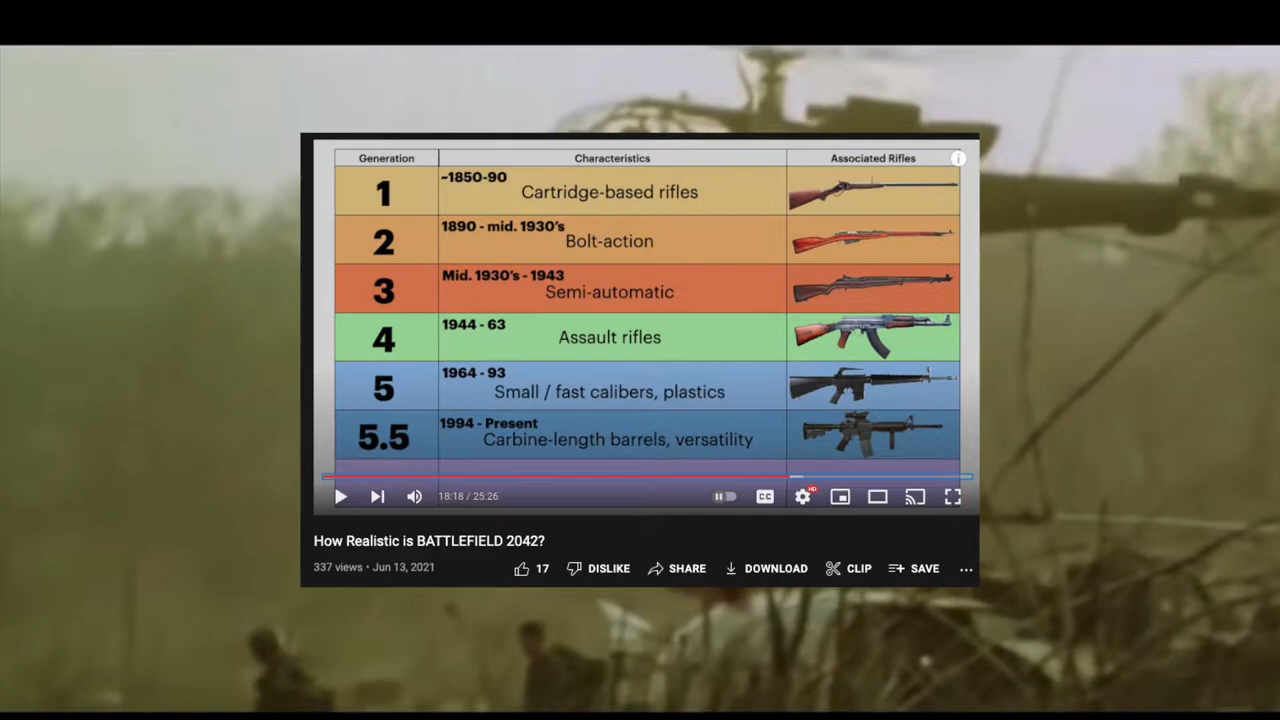 Generation Characteristics Associated Rifles
1 ~1850-90 Cartridge-based rifles
2 1890 - mid. 1930's Bolt-action
3 Mid. 1930's - 1943 Semi-automatic
4 1944 - 63 Assault rifles
5 1964 - 93 Small / fast calibers, plastics
5.5 1994 - Present Carbine-length barrels, versatility
18:18 / 25:26 CC HD
How Realistic is BATTLEFIELD 2042?
337 views • Jun 13, 2021 17 DISLIKE SHARE DOWNLOAD CLIP SAVE ...